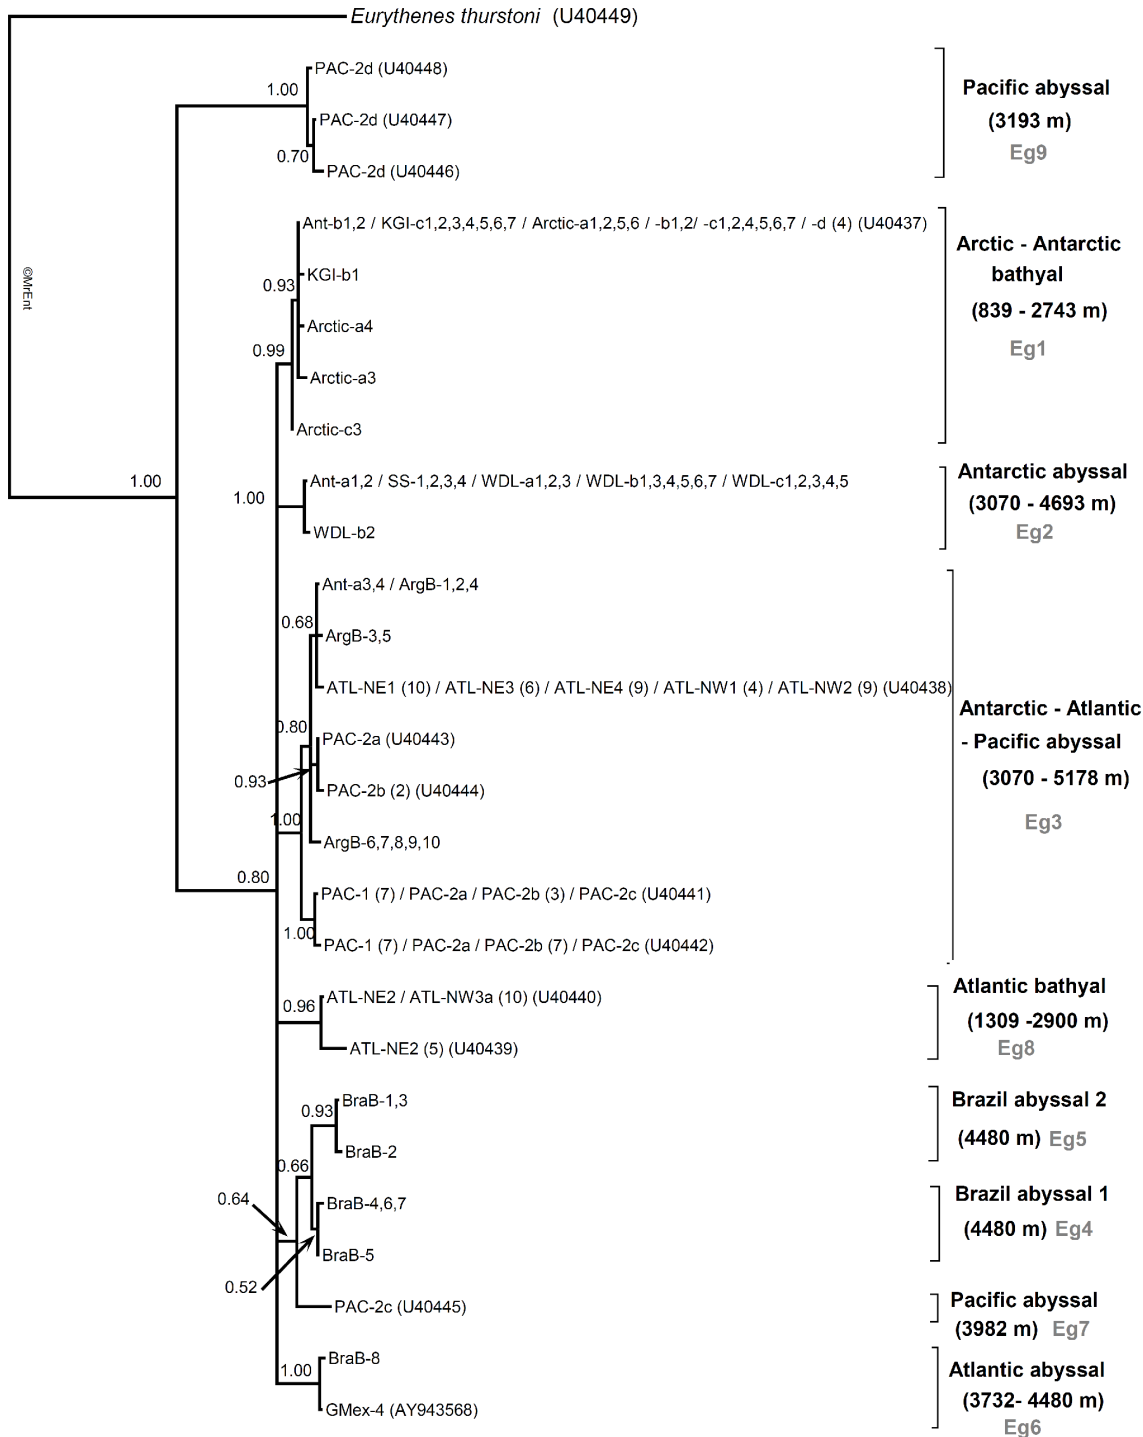 Eurythenes thurstoni (U40449)
PAC-2d (U40448)
1.00
Pacific abyssal
(3193 m)
Eg9
PAC-2d (U40447)
0.70
PAC-2d (U40446)
Ant-b1,2 / KGI-c1,2,3,4,5,6,7 / Arctic-a1,2,5,6 / -b1,2/ -c1,2,4,5,6,7 / -d (4) (U40437)
Arctic - Antarctic
bathyal
(839 - 2743 m)
Eg1
KGI-b1
0.93
©MrEnt
Arctic-a4
0.99
Arctic-a3
Arctic-c3
1.00
1.00
Ant-a1,2 / SS-1,2,3,4 / WDL-a1,2,3 / WDL-b1,3,4,5,6,7 / WDL-c1,2,3,4,5
WDL-b2
Antarctic abyssal
(3070 - 4693 m)
Eg2
Ant-a3,4 / ArgB-1,2,4
0.68
ArgB-3,5
ATL-NE1 (10) / ATL-NE3 (6) / ATL-NE4 (9) / ATL-NW1 (4) / ATL-NW2 (9) (U40438)
Antarctic - Atlantic
- Pacific abyssal
(3070 - 5178 m)
Eg3
0.80
PAC-2a (U40443)
0.93
PAC-2b (2) (U40444)
1.00
ArgB-6,7,8,9,10
0.80
PAC-1 (7) / PAC-2a / PAC-2b (3) / PAC-2c (U40441)
1.00
PAC-1 (7) / PAC-2a / PAC-2b (7) / PAC-2c (U40442)
ATL-NE2 / ATL-NW3a (10) (U40440)
0.96
ATL-NE2 (5) (U40439)
Atlantic bathyal
(1309 -2900 m)
Eg8
BraB-1,3
0.93
BraB-2
Brazil abyssal 2
(4480 m) Eg5
0.66
0.64
BraB-4,6,7
BraB-5
0.52
Brazil abyssal 1
(4480 m) Eg4
PAC-2c (U40445)
Pacific abyssal
(3982 m) Eg7
BraB-8
1.00
GMex-4 (AY943568)
Atlantic abyssal
(3732- 4480 m)
Eg6